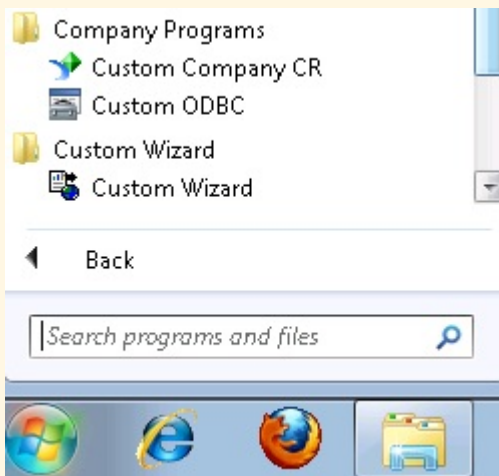 Company Programs
Custom Company CR
Custom ODBC
Custom Wizard
Custom Wizard
Back
Search programs and files